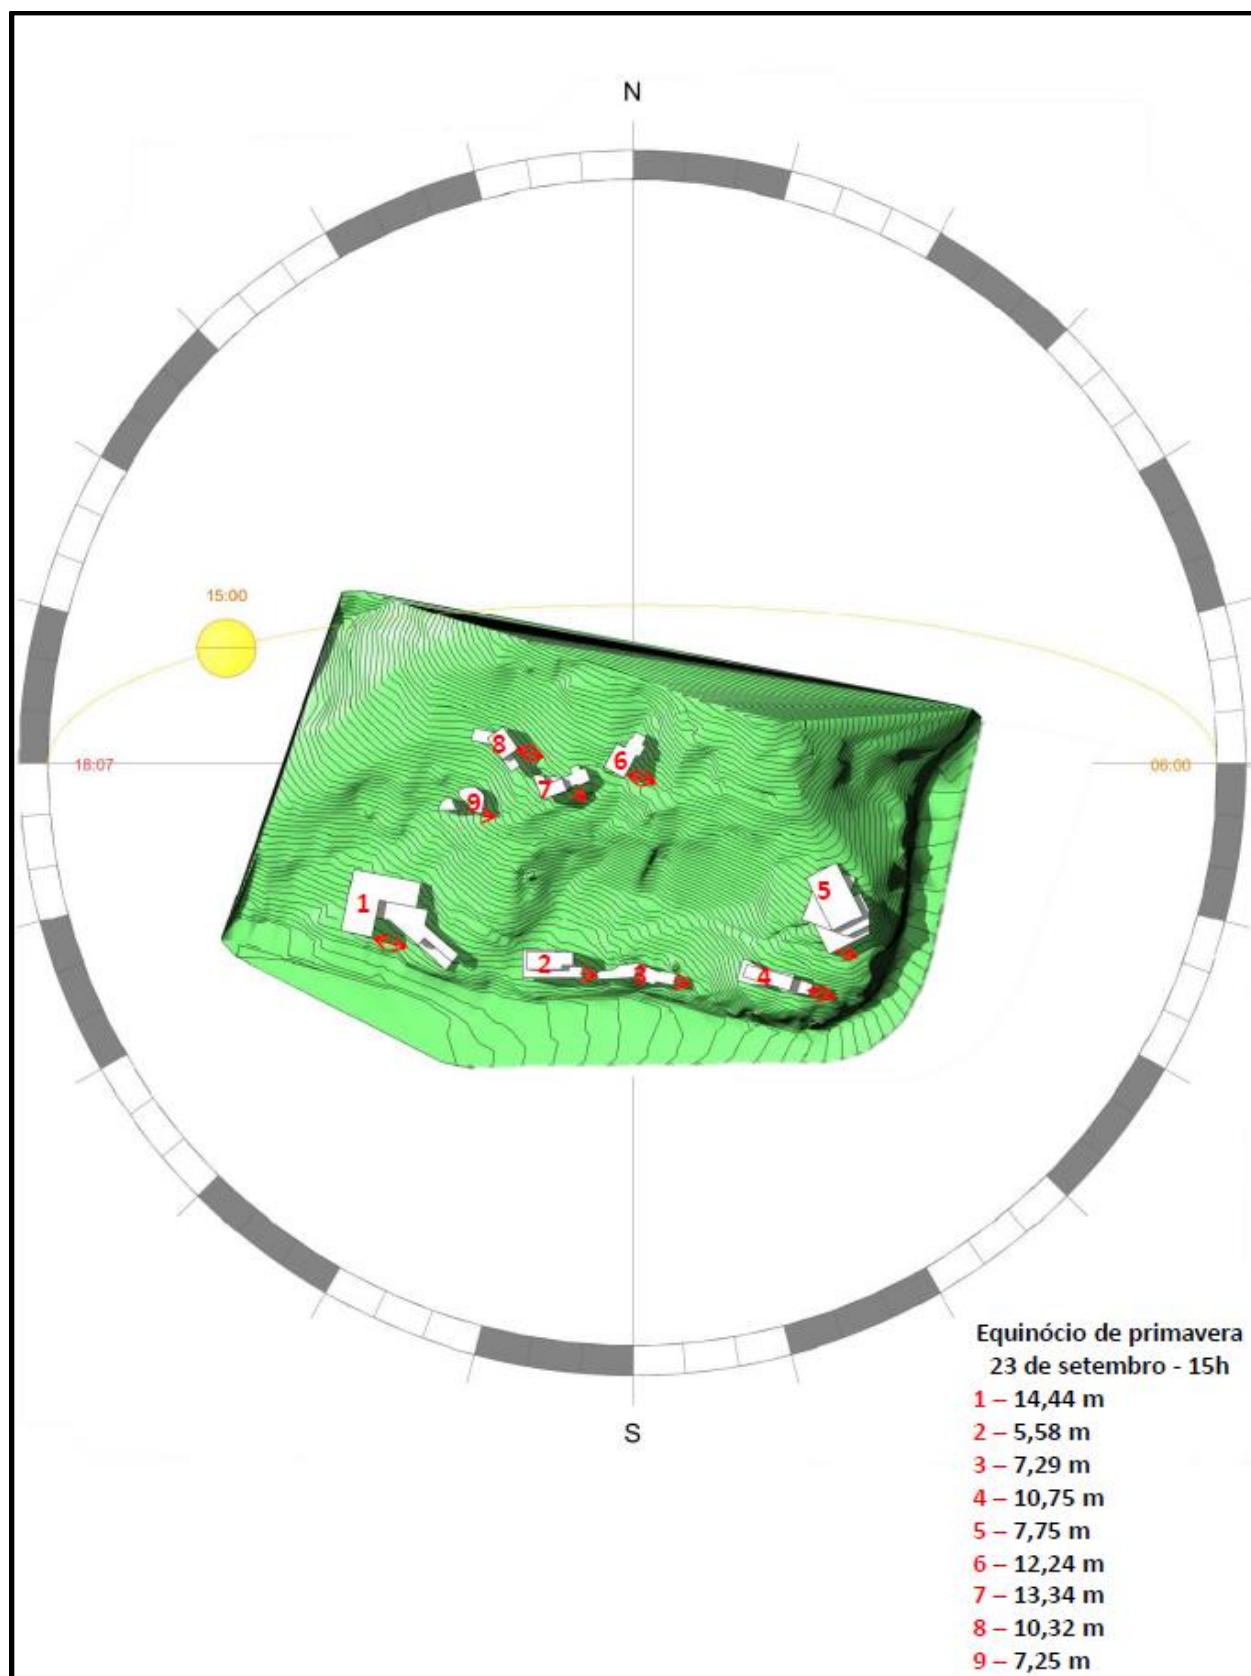 N
15:00
8
6
7
9
18:07
06:00
1
5
2
3
4
S
Equinócio de primavera
23 de setembro - 15h
1 – 14,44 m
2 – 5,58 m
3 – 7,29 m
4 – 10,75 m
5 – 7,75 m
6 – 12,24 m
7 – 13,34 m
8 – 10,32 m
9 – 7,25 m